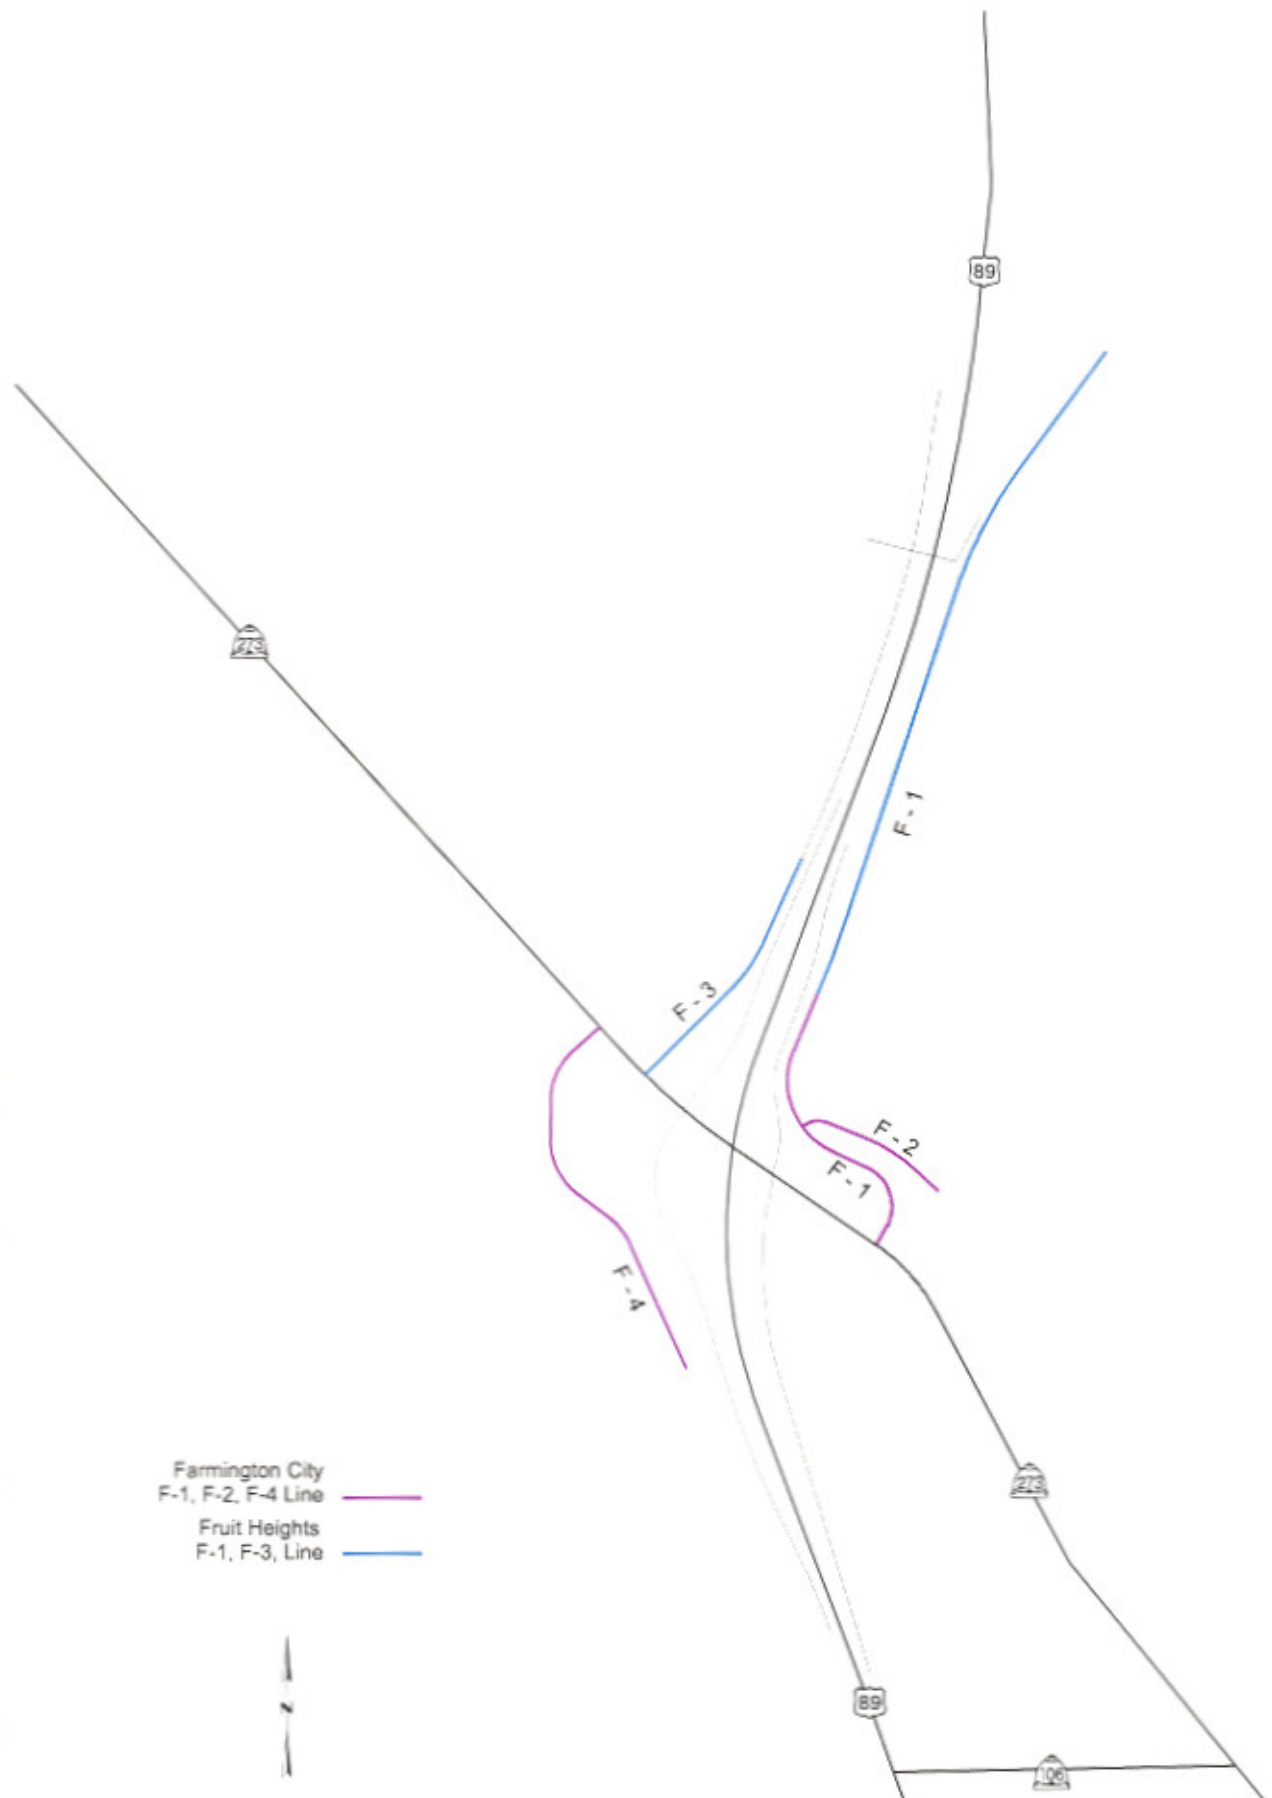 89
273
F - 1
F - 3
F - 2
F - 1
F - 4
Farmington City
F-1, F-2, F-4 Line
Fruit Heights
F-1, F-3, Line
273
N
89
106